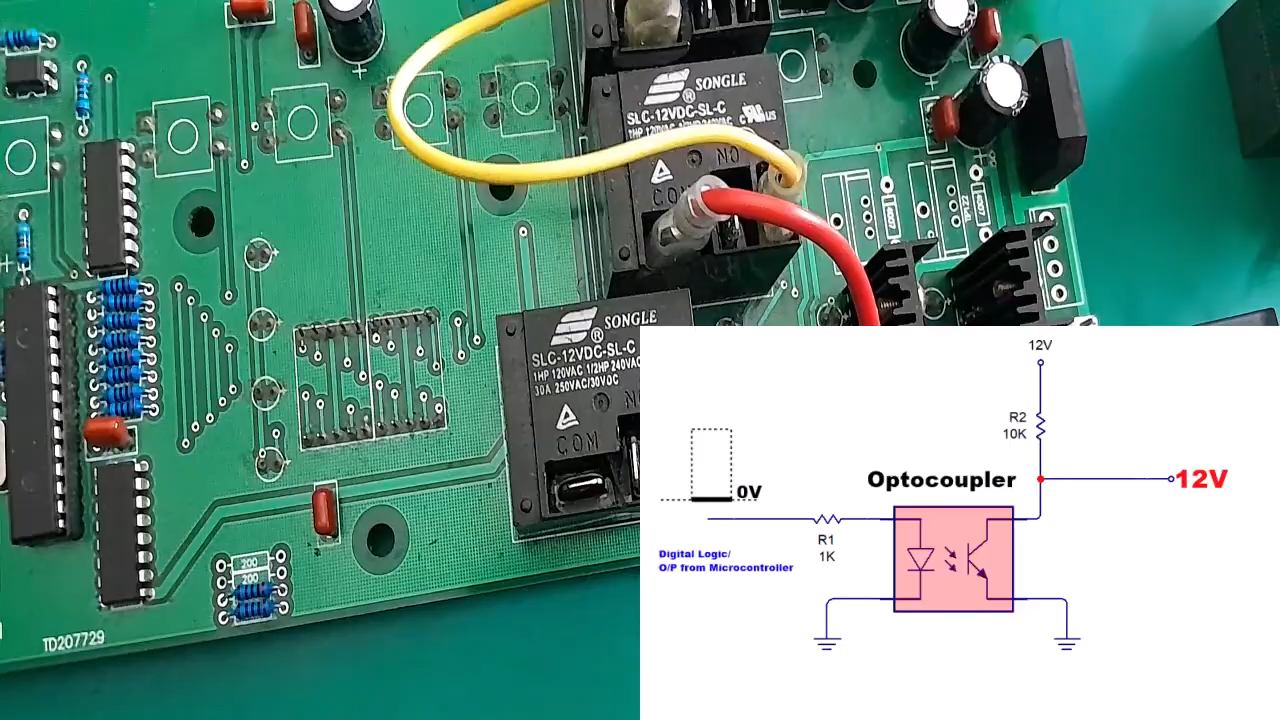 SONGLE
®
SLC-12VDC-SL-C
NO
SONGLE
®
SLC-12VDC-SL-C
1HP 120VAC 1/2HP 240VAC
30A 250VAC/30VDC
COM
200
200
TD207729
12V
R2
10K
Optocoupler
12V
0V
R1
1K
Digital Logic/
O/P from Microcontroller